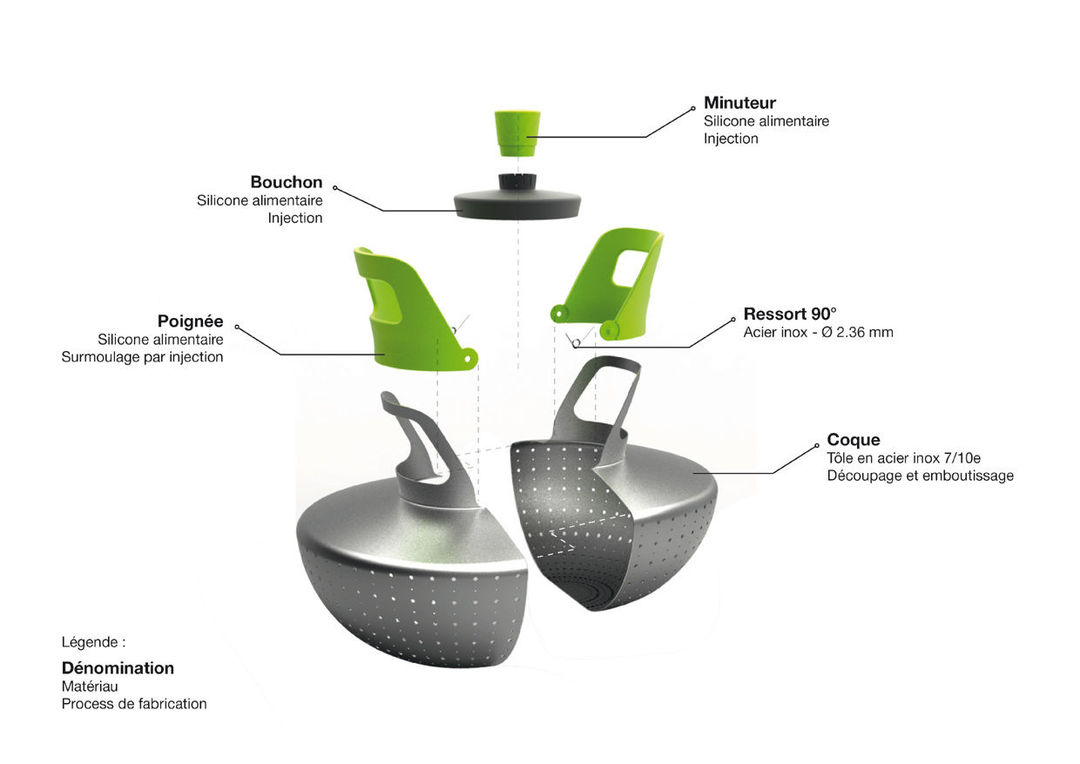 Minuteur
Silicone alimentaire
Injection
Bouchon
Silicone alimentaire
Injection
Poignée
Silicone alimentaire
Surmoulage par injection
Ressort 90°
Acier inox - Ø 2.36 mm
Coque
Tôle en acier inox 7/10e
Découpage et emboutissage
Légende :
Dénomination
Matériau
Process de fabrication